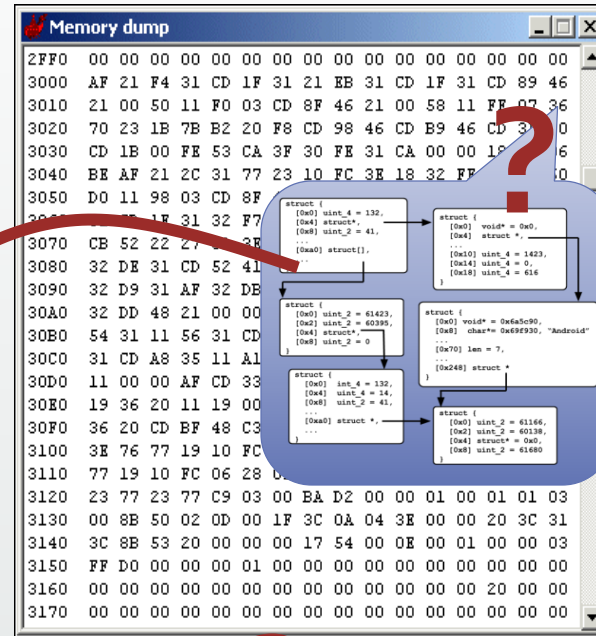 Memory dump
2FF0 00 00 00 00 00 00 00 00 00 00 00 00 00 00 00 00
3000 AF 21 F4 31 CD 1F 31 21 EB 31 CD 1F 31 CD 89 46
3010 21 00 50 11 F0 03 CD 8F 46 21 00 58 11 FF 07 36
3020 70 23 1B 7B B2 20 F8 CD 98 46 CD B9 46 CD
3030 CD 1B 00 FE 53 CA 3F 30 FE 31 CA 00 00 18
3040 BE AF 21 2C 31 77 23 10 FC 3E 18 32
3050 D0 11 98 03 CD 8F
1F 31 32 F7
3070 CB 52 22 27 3E
3080 32 DE 31 CD 52 41
3090 32 D9 31 AF 32 DB
30A0 32 DD 48 21 00 00
30B0 54 31 11 56 31 CD
30C0 31 CD A8 35 11 A1
30D0 11 00 00 AF CD 33
30E0 19 36 20 11 19 00
30F0 36 20 CD BF 48 C3
3100 3E 76 77 19 10 FC
3110 77 19 10 FC 06 28
3120 23 77 23 77 C9 03 00 BA D2 00 00 01 00 01 01 03
3130 00 8B 50 02 0D 00 1F 3C 0A 04 3E 00 00 20 3C 31
3140 3C 8B 53 20 00 00 00 17 54 00 0E 00 01 00 00 03
3150 FF D0 00 00 00 01 00 00 00 00 00 00 00 00 00 00
3160 00 00 00 00 00 00 00 00 00 00 00 00 00 20 00 00
3170 00 00 00 00 00 00 00 00 00 00 00 00 00 00 00 00
?
struct {
[0x0] uint_4 = 132,
[0x4] struct*,
[0x8] uint_2 = 41,
...
[0xa0] struct[],
...
struct {
[0x0] void* = 0x0,
[0x4] struct *,
...
[0x10] uint_4 = 1423,
[0x14] uint_4 = 0,
[0x18] uint_4 = 616
}
struct {
[0x0] uint_2 = 61423,
[0x2] uint_2 = 60395,
[0x4] struct*,
[0x8] uint_2 = 0
}
struct {
[0x0] void* = 0x6a5c90,
[0x8] char*= 0x69f930, "Android"
...
[0x70] len = 7,
...
[0x248] struct *
}
struct {
[0x0] int_4 = 132,
[0x4] uint_4 = 14,
[0x8] uint_2 = 41,
...
[0xa0] struct *,
...
}
struct {
[0x0] uint_2 = 61166,
[0x2] uint_2 = 60138,
[0x4] struct* = 0x0,
[0x8] uint_2 = 61680
}